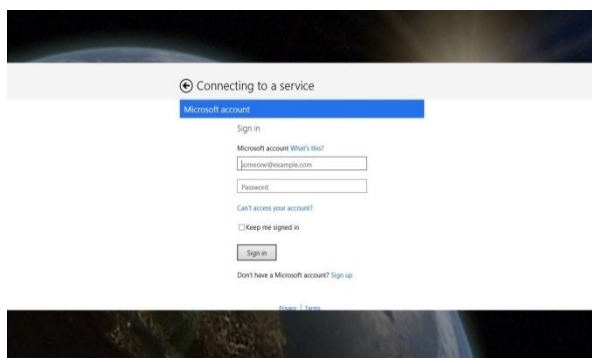 Connecting to a service
Microsoft account
Sign in
Microsoft account What's this?
someone@example.com
Password
Can't access your account?
Keep me signed in
Sign in
Don't have a Microsoft account? Sign up
Privacy | Terms